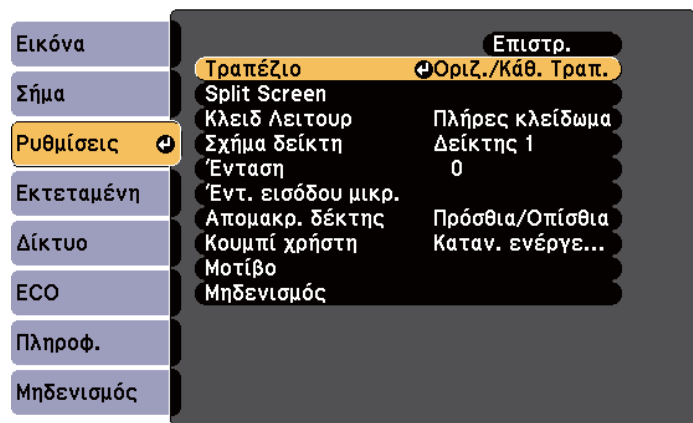 Εικόνα
Σήμα
Ρυθμίσεις
Εκτεταμένη
Δίκτυο
ECO
Πληροφ.
Μηδενισμός
Επιστρ.
Τραπέζιο Οριζ./Κάθ. Τραπ.
Split Screen
Κλειδ Λειτουρ Πλήρες κλείδωμα
Σχήμα δείκτη Δείκτης 1
Ένταση 0
Έντ. εισόδου μικρ.
Απομακρ. δέκτης Πρόσθια/Οπίσθια
Κουμπί χρήστη Καταν. ενέργε...
Μοτίβο
Μηδενισμός